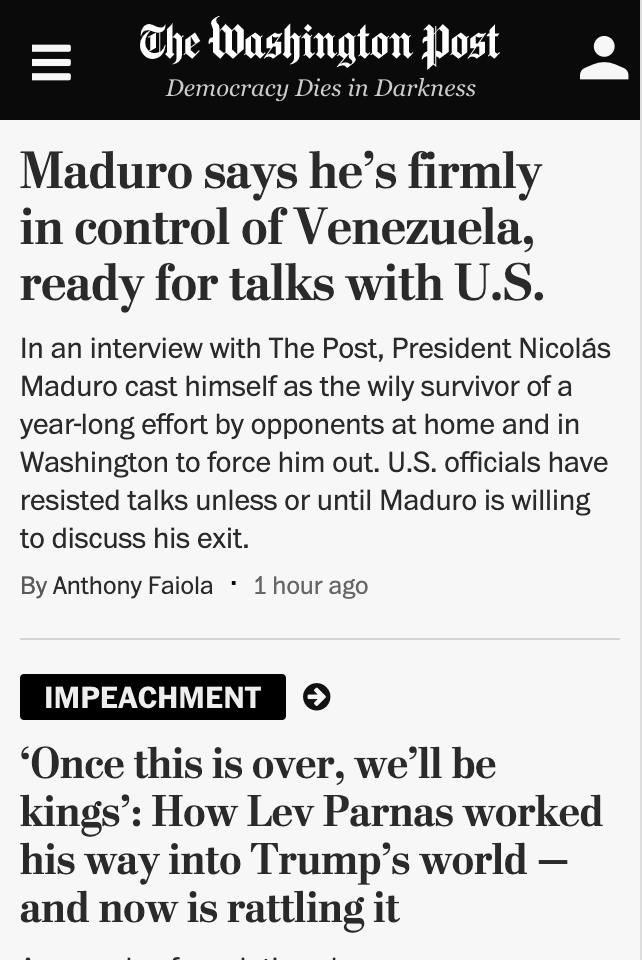 The Washington Post
Democracy Dies in Darkness
Maduro says he’s firmly
in control of Venezuela,
ready for talks with U.S.
In an interview with The Post, President Nicolás
Maduro cast himself as the wily survivor of a
year-long effort by opponents at home and in
Washington to force him out. U.S. officials have
resisted talks unless or until Maduro is willing
to discuss his exit.
By Anthony Faiola · 1 hour ago
IMPEACHMENT
‘Once this is over, we’ll be
kings’: How Lev Parnas worked
his way into Trump’s world —
and now is rattling it